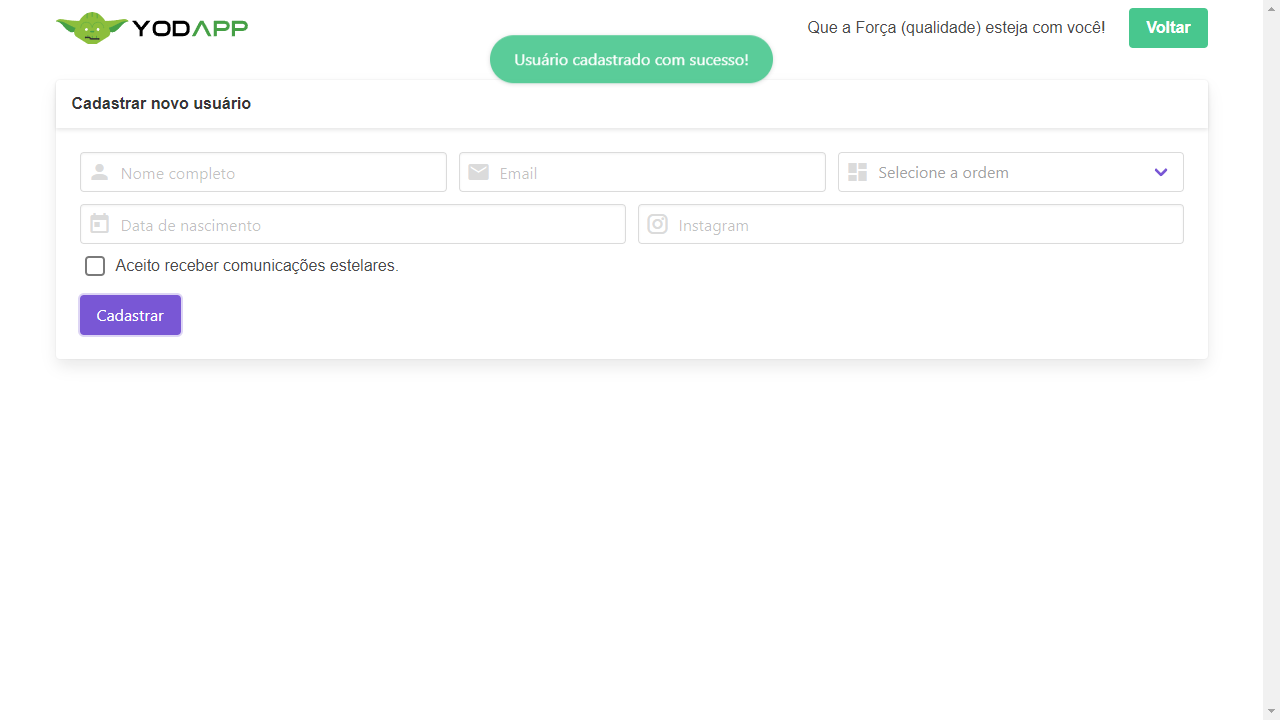 YODAPP
Que a Força (qualidade) esteja com você!
Voltar
Usuário cadastrado com sucesso!
Cadastrar novo usuário
Nome completo
Email
Selecione a ordem
Data de nascimento
Instagram
Aceito receber comunicações estelares.
Cadastrar